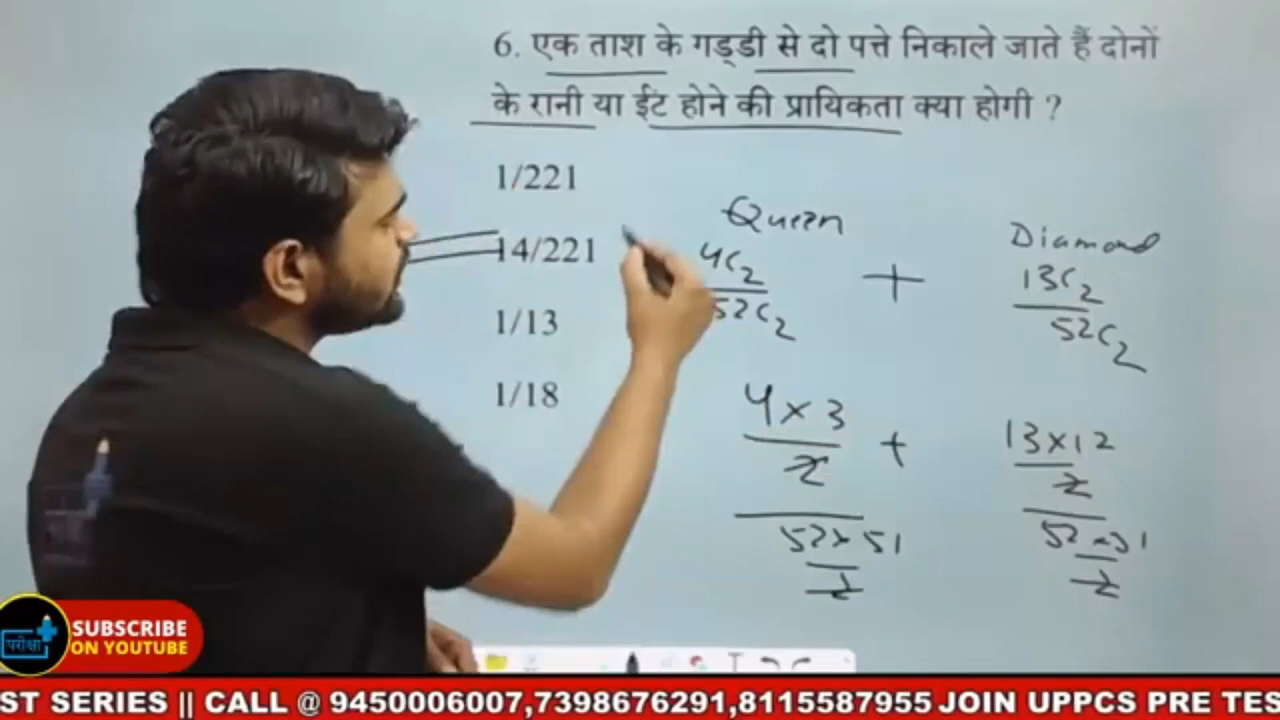 6. एक ताश के गड्डी से दो पत्ते निकाले जाते हैं दोनों
के रानी या ईंट होने की प्रायिकता क्या होगी ?
1/221
14/221
1/13
1/18
Queen
Diamond
4C2
+
13C2
52C2
52C2
4 × 3
+
13 × 12
2
2
52 × 51
52 × 51
2
2
परीक्षा
SUBSCRIBE
ON YOUTUBE
ST SERIES || CALL @ 9450006007,7398676291,8115587955 JOIN UPPCS PRE TES